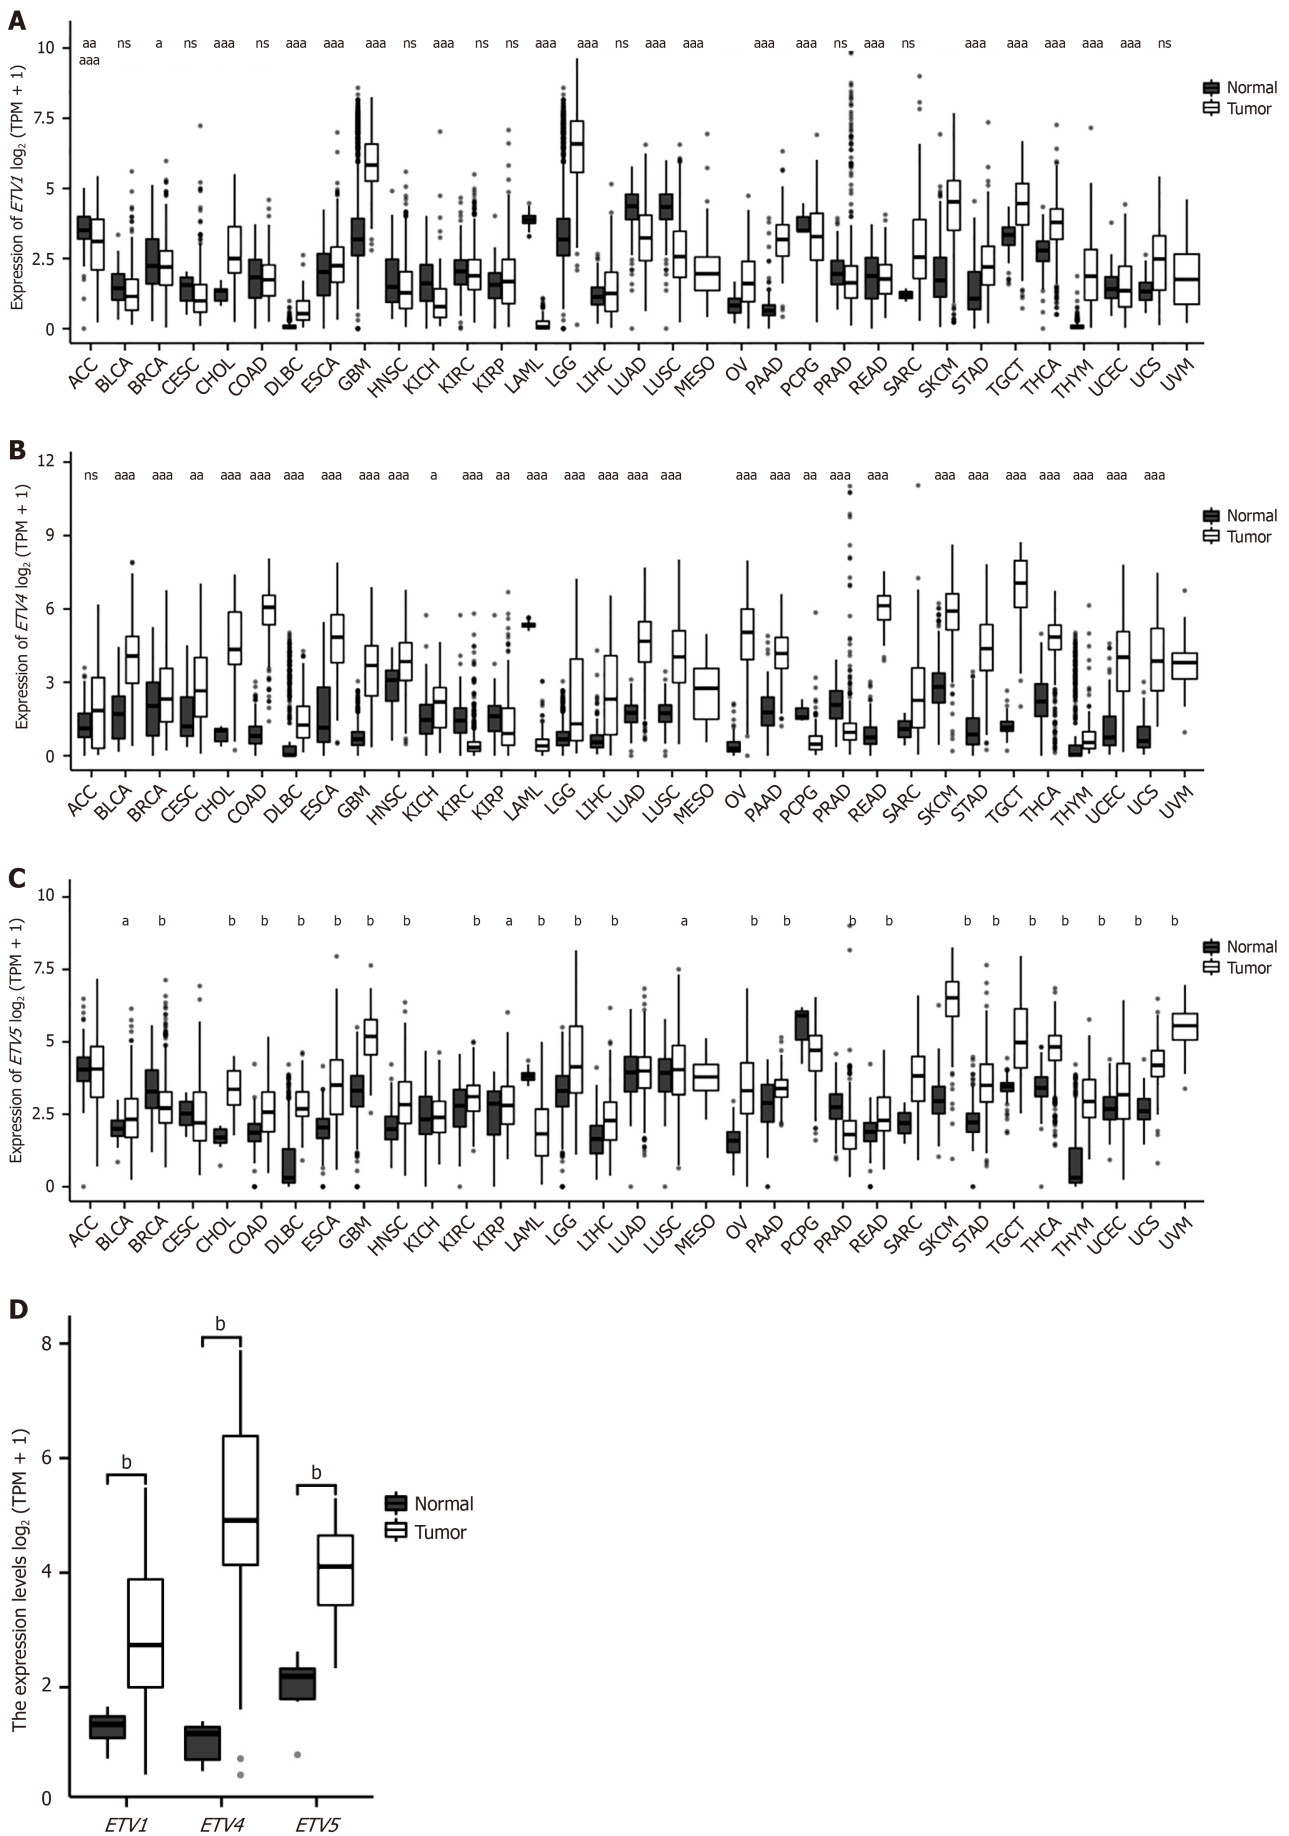 A
Expression of ETV1 log2 (TPM + 1)
10
7.5
5
2.5
0
aa ns a ns aaa ns aaa aaa aaa ns aaa ns ns aaa aaa ns aaa aaa aaa aaa ns aaa ns aaa aaa aaa aaa aaa ns
aaa
Normal
Tumor
ACC BLCA BRCA CESC CHOL COAD DLBC ESCA GBM HNSC KICH KIRC KIRP LAML LGG LIHC LUAD LUSC MESO OV PAAD PCPG PRAD READ SARC SKCM STAD TGCT THCA THYM UCEC UCS UVM
B
Expression of ETV4 log2 (TPM + 1)
12
9
6
3
0
ns aaa aaa aa aaa aaa aaa aaa aaa aaa a aaa aa aaa aaa aaa aaa aaa aaa aaa aa aaa aaa aaa aaa aaa aaa aaa aaa aaa
Normal
Tumor
ACC BLCA BRCA CESC CHOL COAD DLBC ESCA GBM HNSC KICH KIRC KIRP LAML LGG LIHC LUAD LUSC MESO OV PAAD PCPG PRAD READ SARC SKCM STAD TGCT THCA THYM UCEC UCS UVM
C
Expression of ETV5 log2 (TPM + 1)
10
7.5
5
2.5
0
a b b b b b b b b a b b b a b b b b b b b b b b b
Normal
Tumor
ACC BLCA BRCA CESC CHOL COAD DLBC ESCA GBM HNSC KICH KIRC KIRP LAML LGG LIHC LUAD LUSC MESO OV PAAD PCPG PRAD READ SARC SKCM STAD TGCT THCA THYM UCEC UCS UVM
D
The expression levels log2 (TPM + 1)
8
6
4
2
0
b
b
b
Normal
Tumor
ETV1 ETV4 ETV5